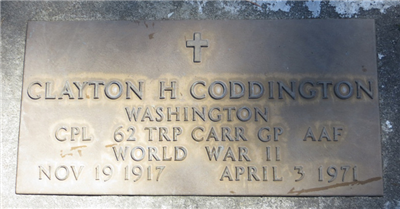 CLAYTON H CODDINGTON
WASHINGTON
CPL 62 TRP CARR GP AAF
WORLD WAR II
NOV 19 1917 APRIL 3 1971